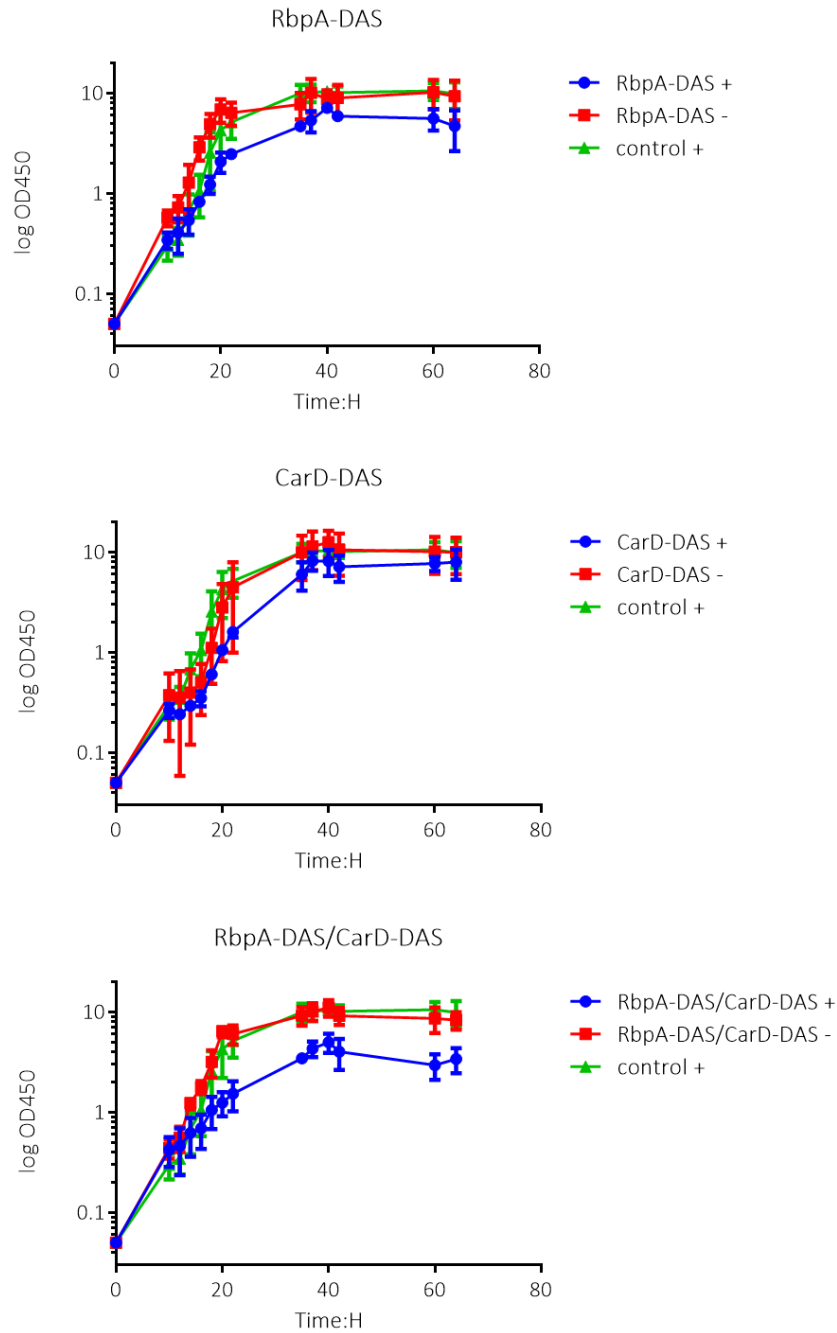 RbpA-DAS
10
1
0.1
log OD450
0 20 40 60 80
Time:H
RbpA-DAS +
RbpA-DAS -
control +
CarD-DAS
10
1
0.1
log OD450
0 20 40 60 80
Time:H
CarD-DAS +
CarD-DAS -
control +
RbpA-DAS/CarD-DAS
10
1
0.1
log OD450
0 20 40 60 80
Time:H
RbpA-DAS/CarD-DAS +
RbpA-DAS/CarD-DAS -
control +